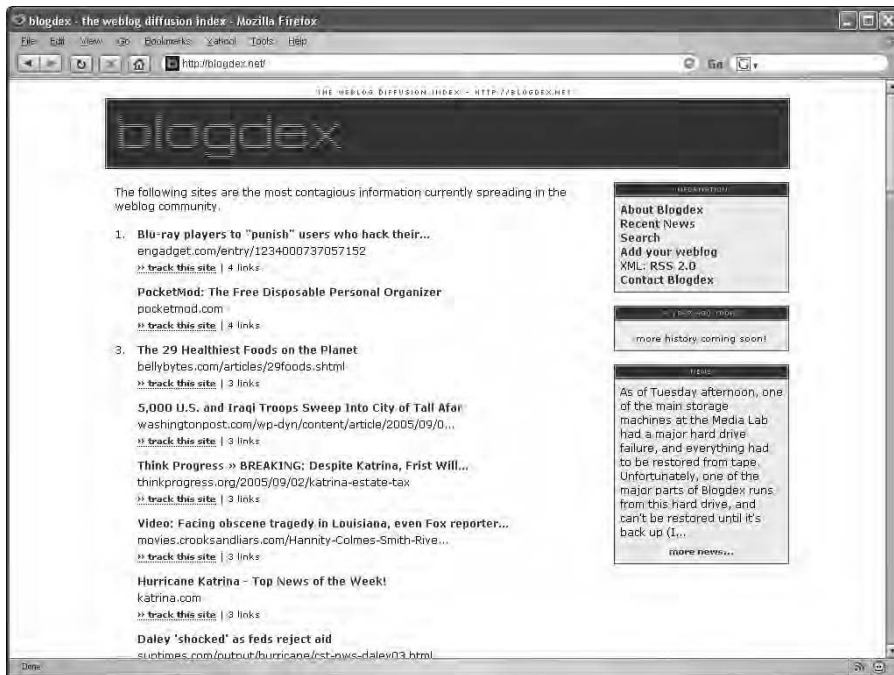 blogdex - the weblog diffusion index - Mozilla Firefox
File Edit View Go Bookmarks Yahoo! Tools Help
http://blogdex.net/ Go G
THE WEBLOG DIFFUSION INDEX - HTTP://BLOGDEX.NET
blogdex
The following sites are the most contagious information currently spreading in the
weblog community.
1. Blu-ray players to "punish" users who hack their...
engadget.com/entry/1234000737057152
›› track this site | 4 links
PocketMod: The Free Disposable Personal Organizer
pocketmod.com
›› track this site | 4 links
3. The 29 Healthiest Foods on the Planet
bellybytes.com/articles/29foods.shtml
›› track this site | 3 links
5,000 U.S. and Iraqi Troops Sweep Into City of Tall Afar
washingtonpost.com/wp-dyn/content/article/2005/09/0...
›› track this site | 3 links
Think Progress » BREAKING: Despite Katrina, Frist Will...
thinkprogress.org/2005/09/02/katrina-estate-tax
›› track this site | 3 links
Video: Facing obscene tragedy in Louisiana, even Fox reporter...
movies.crooksandliars.com/Hannity-Colmes-Smith-Rive...
›› track this site | 3 links
Hurricane Katrina - Top News of the Week!
katrina.com
›› track this site | 3 links
Daley 'shocked' as feds reject aid
suntimes.com/output/hurricane/cst-nws-daley03.html
INFORMATION
About Blogdex
Recent News
Search
Add your weblog
XML: RSS 2.0
Contact Blogdex
more history coming soon!
NEWS
As of Tuesday afternoon, one
of the main storage
machines at the Media Lab
had a major hard drive
failure, and everything had
to be restored from tape.
Unfortunately, one of the
major parts of Blogdex runs
from this hard drive, and
can't be restored until it's
back up (I...
more news...
Done